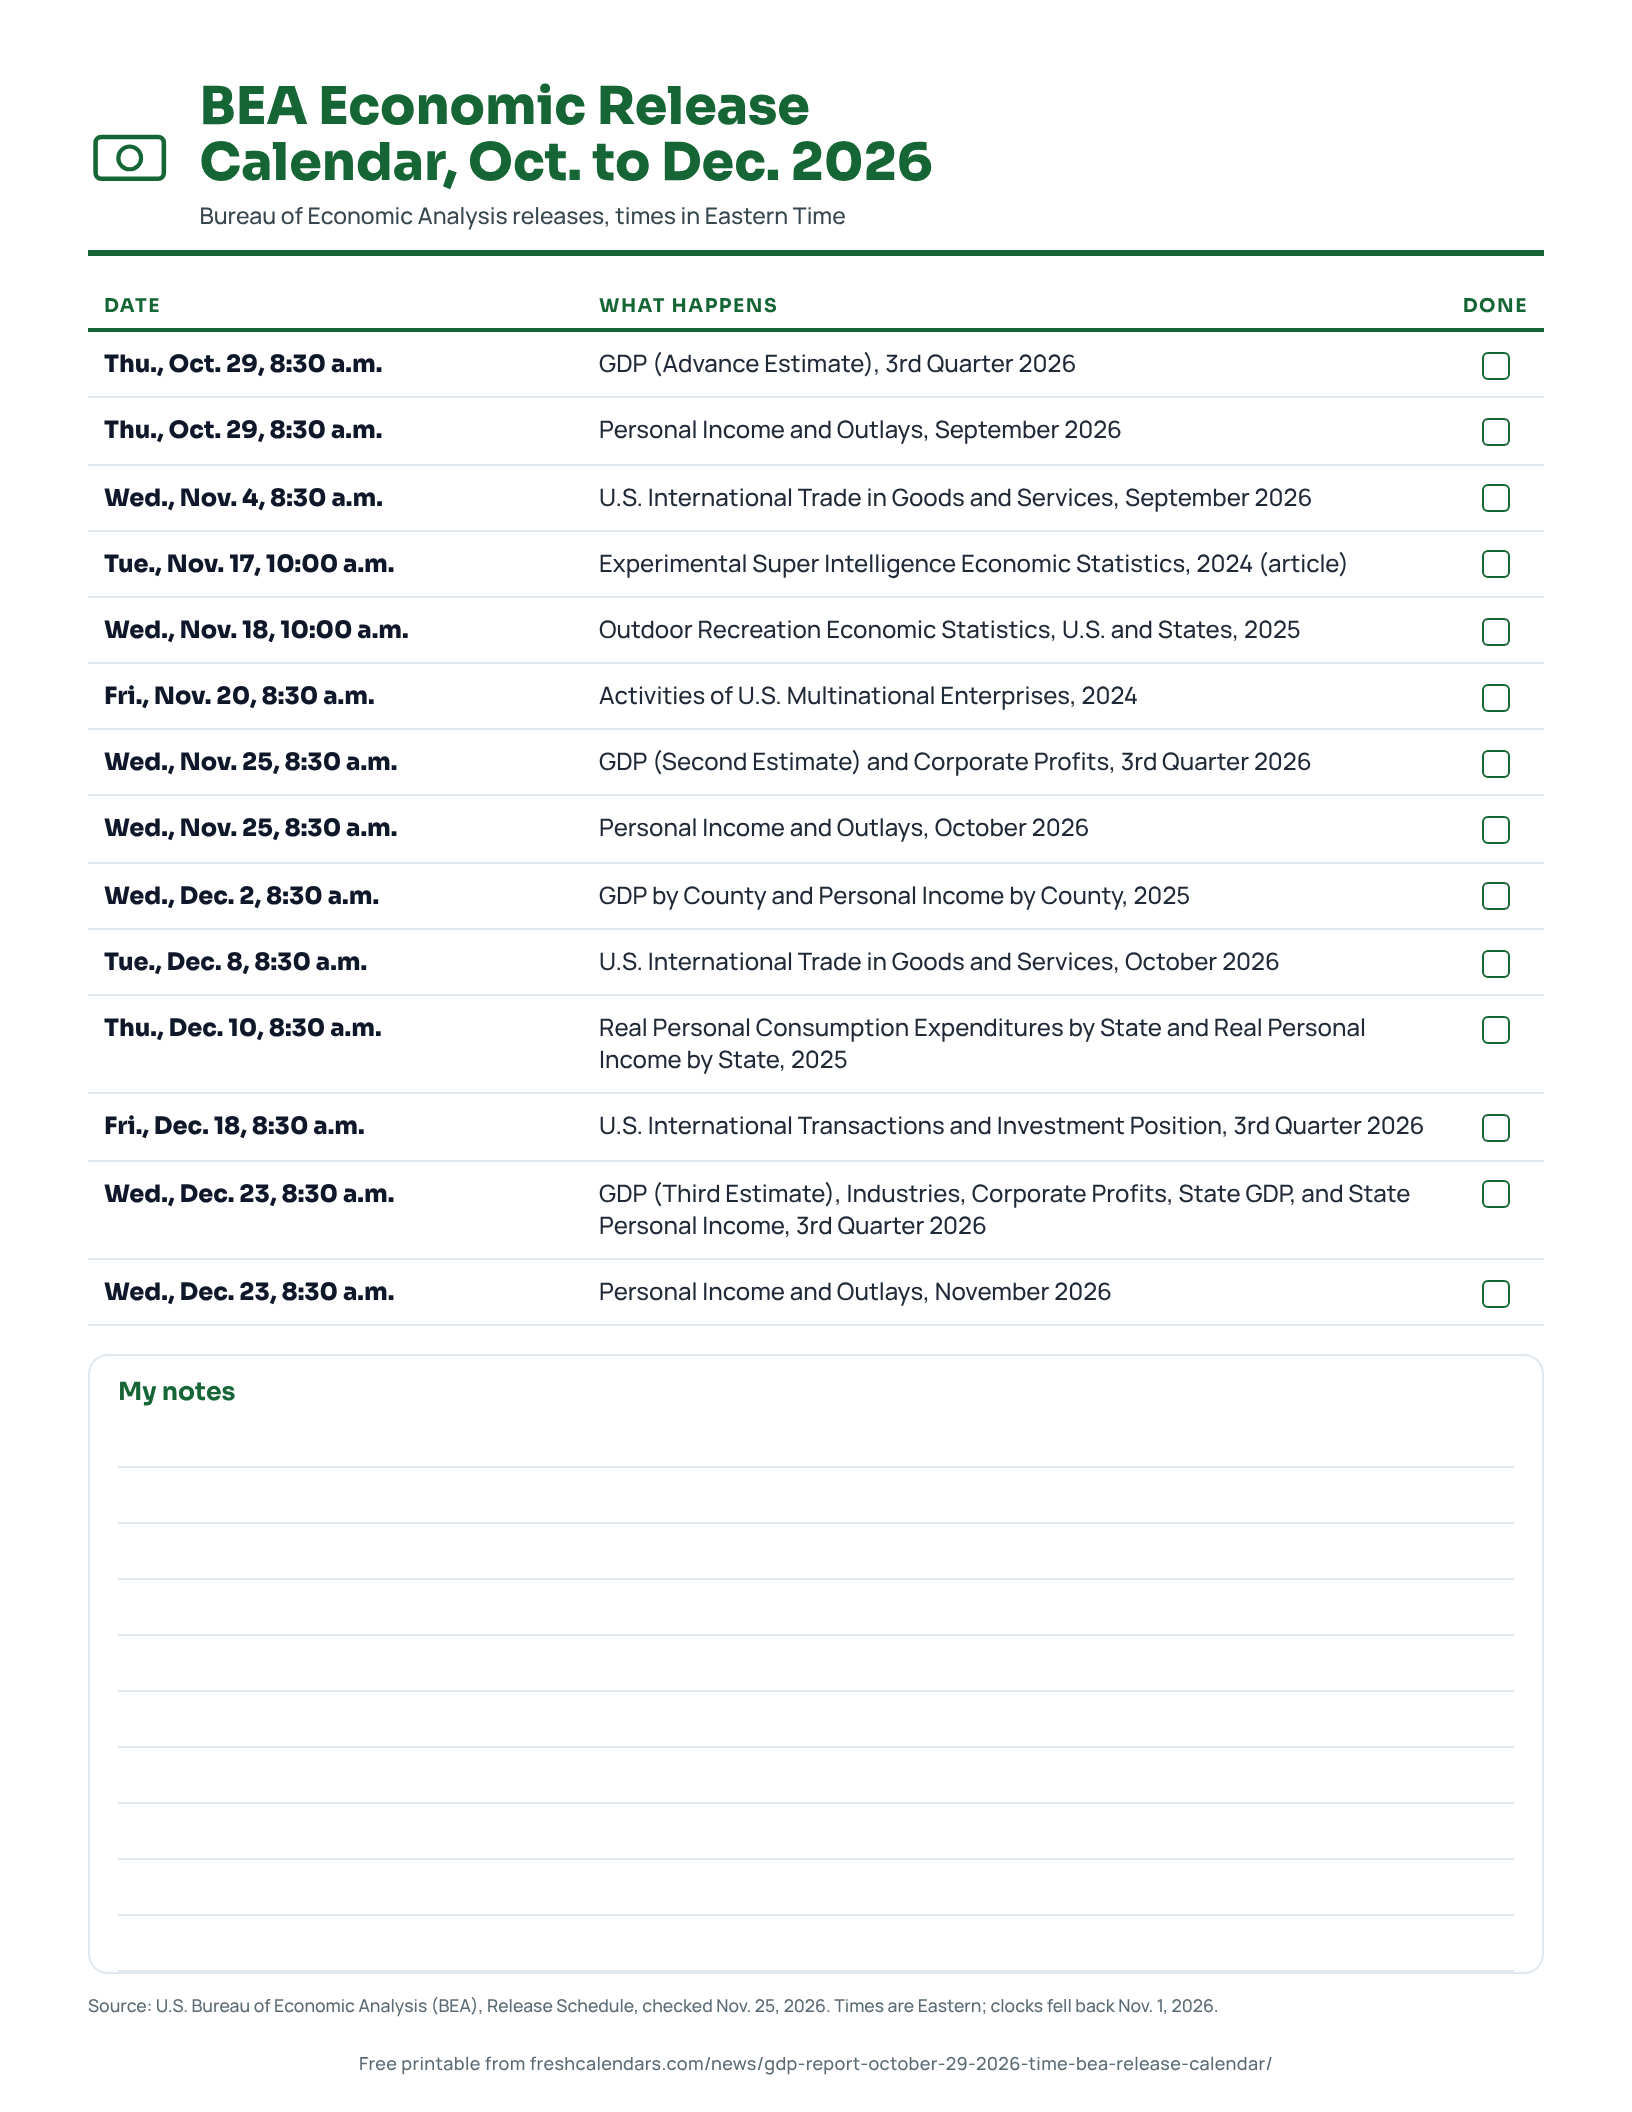 BEA Economic Release
Calendar, Oct. to Dec. 2026
Bureau of Economic Analysis releases, times in Eastern Time
DATE WHAT HAPPENS DONE
Thu., Oct. 29, 8:30 a.m. GDP (Advance Estimate), 3rd Quarter 2026
Thu., Oct. 29, 8:30 a.m. Personal Income and Outlays, September 2026
Wed., Nov. 4, 8:30 a.m. U.S. International Trade in Goods and Services, September 2026
Tue., Nov. 17, 10:00 a.m. Experimental Super Intelligence Economic Statistics, 2024 (article)
Wed., Nov. 18, 10:00 a.m. Outdoor Recreation Economic Statistics, U.S. and States, 2025
Fri., Nov. 20, 8:30 a.m. Activities of U.S. Multinational Enterprises, 2024
Wed., Nov. 25, 8:30 a.m. GDP (Second Estimate) and Corporate Profits, 3rd Quarter 2026
Wed., Nov. 25, 8:30 a.m. Personal Income and Outlays, October 2026
Wed., Dec. 2, 8:30 a.m. GDP by County and Personal Income by County, 2025
Tue., Dec. 8, 8:30 a.m. U.S. International Trade in Goods and Services, October 2026
Thu., Dec. 10, 8:30 a.m. Real Personal Consumption Expenditures by State and Real Personal
Income by State, 2025
Fri., Dec. 18, 8:30 a.m. U.S. International Transactions and Investment Position, 3rd Quarter 2026
Wed., Dec. 23, 8:30 a.m. GDP (Third Estimate), Industries, Corporate Profits, State GDP, and State
Personal Income, 3rd Quarter 2026
Wed., Dec. 23, 8:30 a.m. Personal Income and Outlays, November 2026
My notes
Source: U.S. Bureau of Economic Analysis (BEA), Release Schedule, checked Nov. 25, 2026. Times are Eastern; clocks fell back Nov. 1, 2026.
Free printable from freshcalendars.com/news/gdp-report-october-29-2026-time-bea-release-calendar/